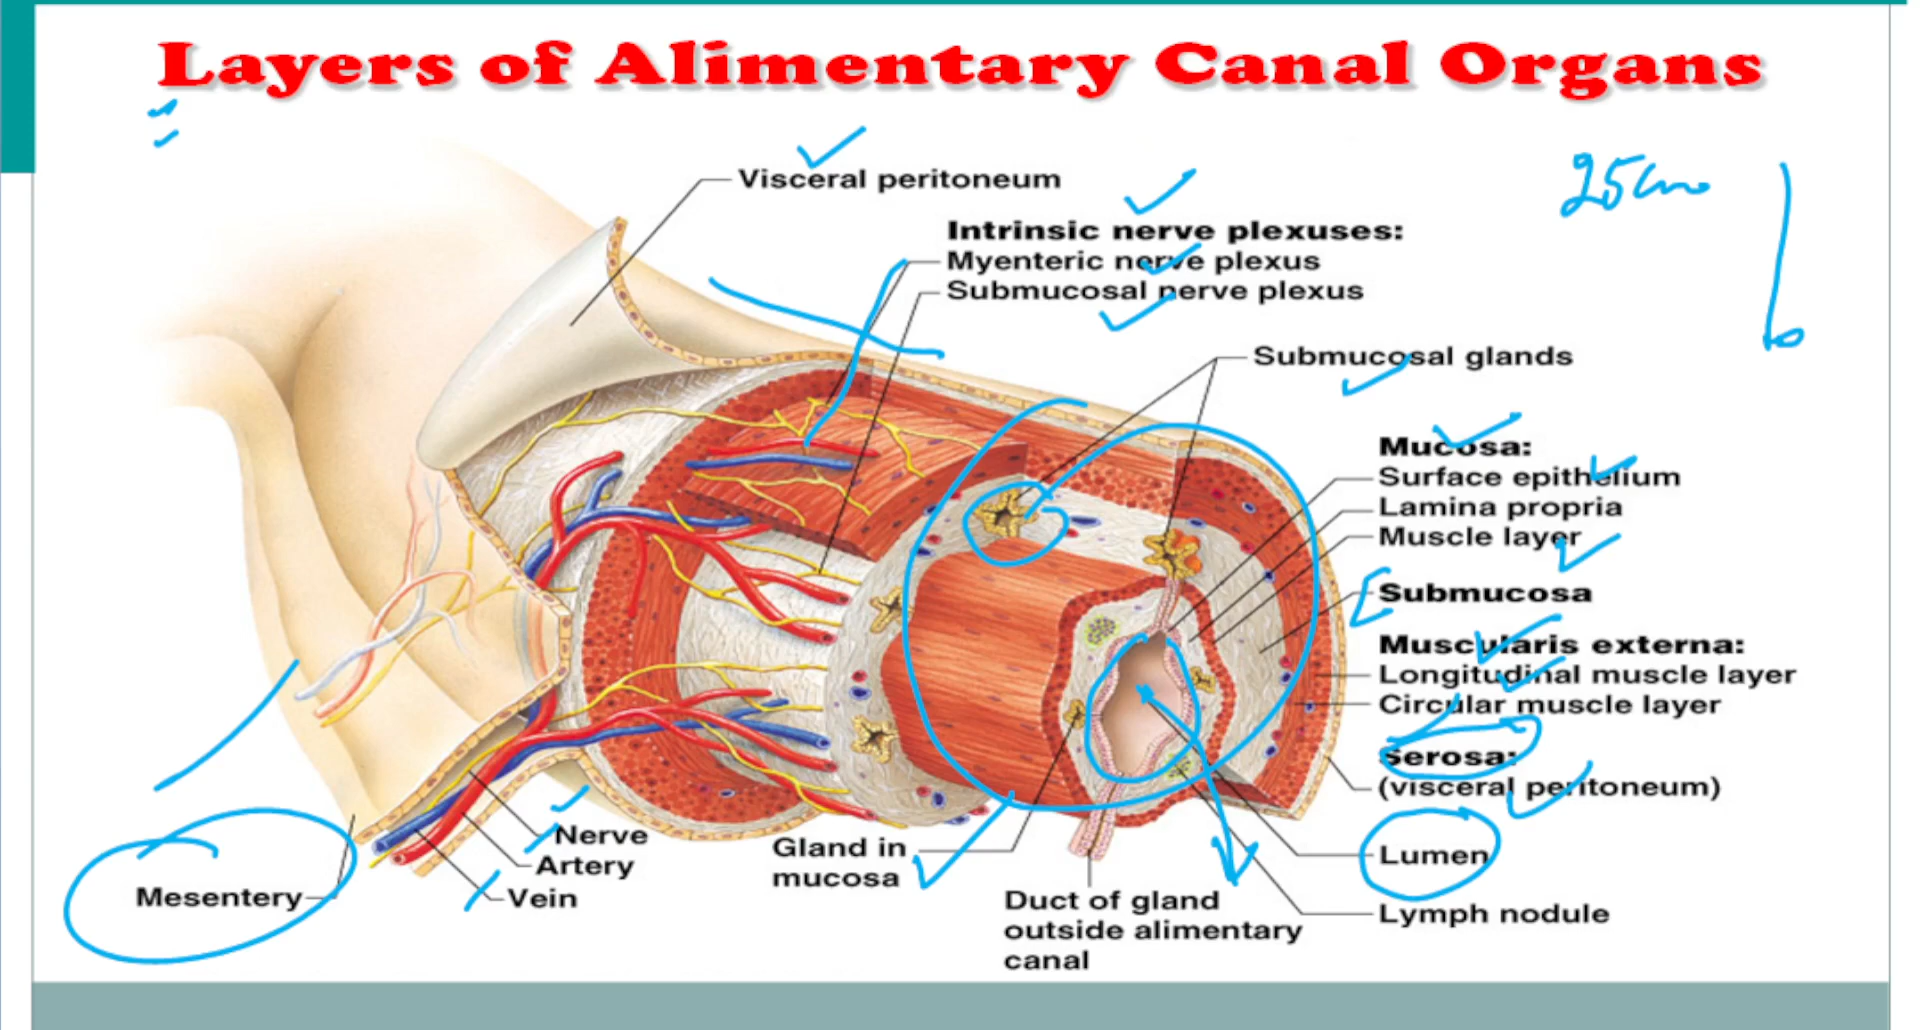 Layers of Alimentary Canal Organs
25cm
Visceral peritoneum
Intrinsic nerve plexuses:
Myenteric nerve plexus
Submucosal nerve plexus
Submucosal glands
Mucosa:
Surface epithelium
Lamina propria
Muscle layer
Submucosa
Muscularis externa:
Longitudinal muscle layer
Circular muscle layer
Serosa:
(visceral peritoneum)
Nerve
Artery
Vein
Mesentery
Gland in
mucosa
Duct of gland
outside alimentary
canal
Lumen
Lymph nodule